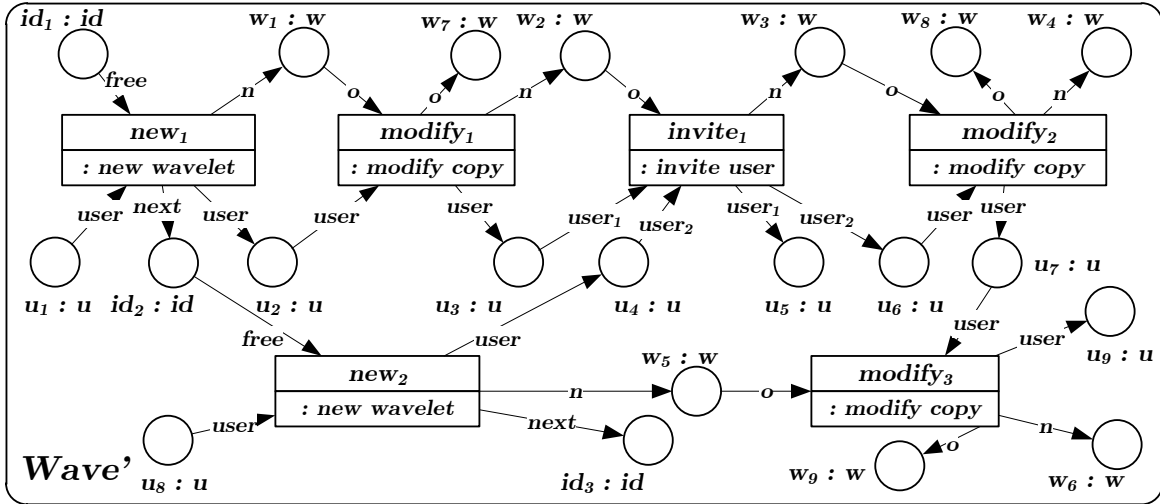 id₁ : id
w₁ : w
w₇ : w
w₂ : w
w₃ : w
w₈ : w
w₄ : w
free
n
o
o
n
o
n
o
o
n
new₁
: new wavelet
modify₁
: modify copy
invite₁
: invite user
modify₂
: modify copy
user
next
user
user
user
user₁
user₂
user₁
user₂
user
user
u₁ : u
id₂ : id
u₂ : u
u₃ : u
u₄ : u
u₅ : u
u₆ : u
u₇ : u
free
user
user
user
u₉ : u
new₂
: new wavelet
w₅ : w
modify₃
: modify copy
n
o
user
next
n
o
Wave'
u₈ : u
id₃ : id
w₉ : w
w₆ : w